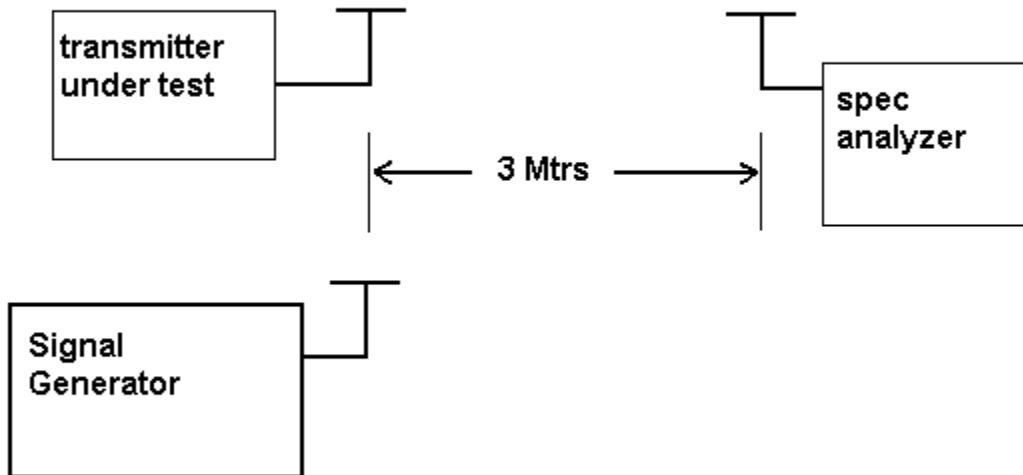 transmitter
under test
spec
analyzer
3 Mtrs
Signal
Generator